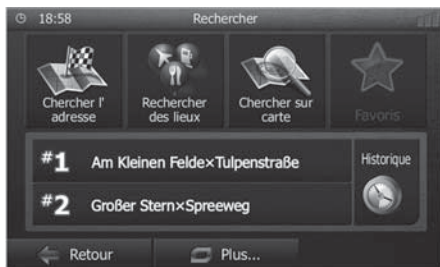 18:58 Rechercher
Chercher l' Rechercher Chercher sur Favoris
adresse des lieux carte
#1 Am Kleinen Felde×Tulpenstraße Historique
#2 Großer Stern×Spreeweg
Retour Plus...